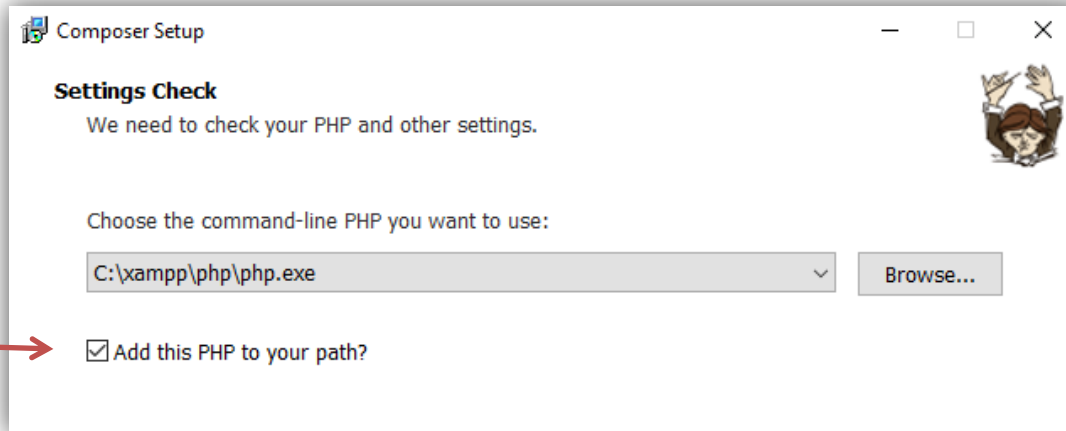 Composer Setup
Settings Check
We need to check your PHP and other settings.
Choose the command-line PHP you want to use:
C:\xampp\php\php.exe
Browse...
Add this PHP to your path?